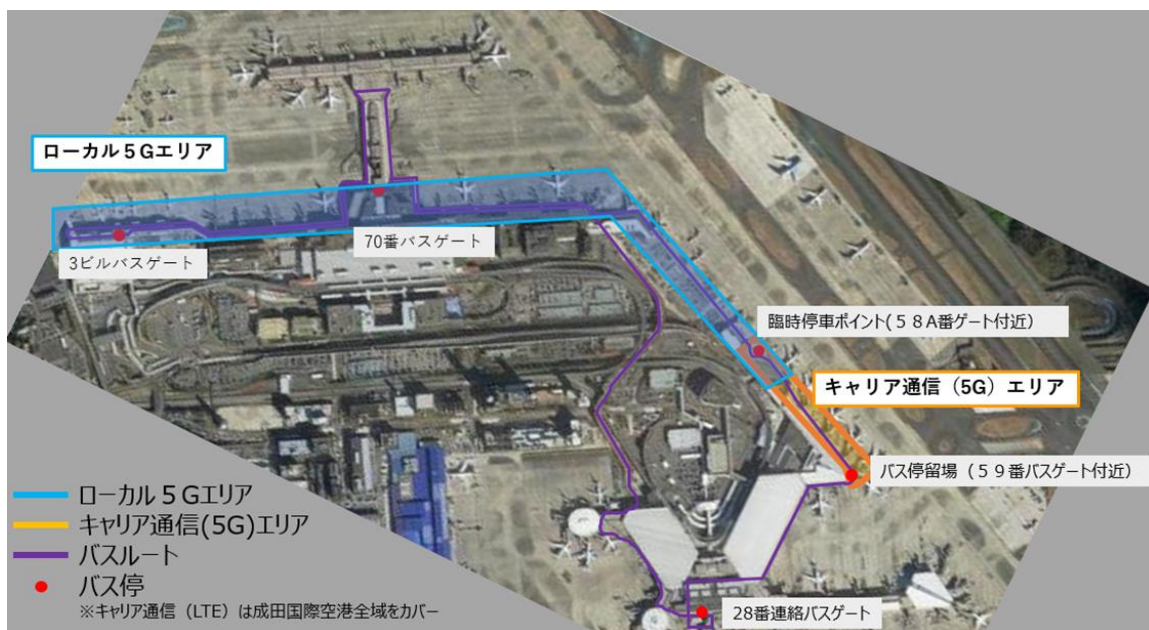 ローカル５Gエリア
70番バスゲート
3ビルバスゲート
臨時停車ポイント(５８A番ゲート付近)
キャリア通信（5G）エリア
バス停留場（５９番バスゲート付近）
ローカル５Gエリア
キャリア通信(5G)エリア
バスルート
バス停
※キャリア通信（LTE）は成田国際空港全域をカバー
28番連絡バスゲート